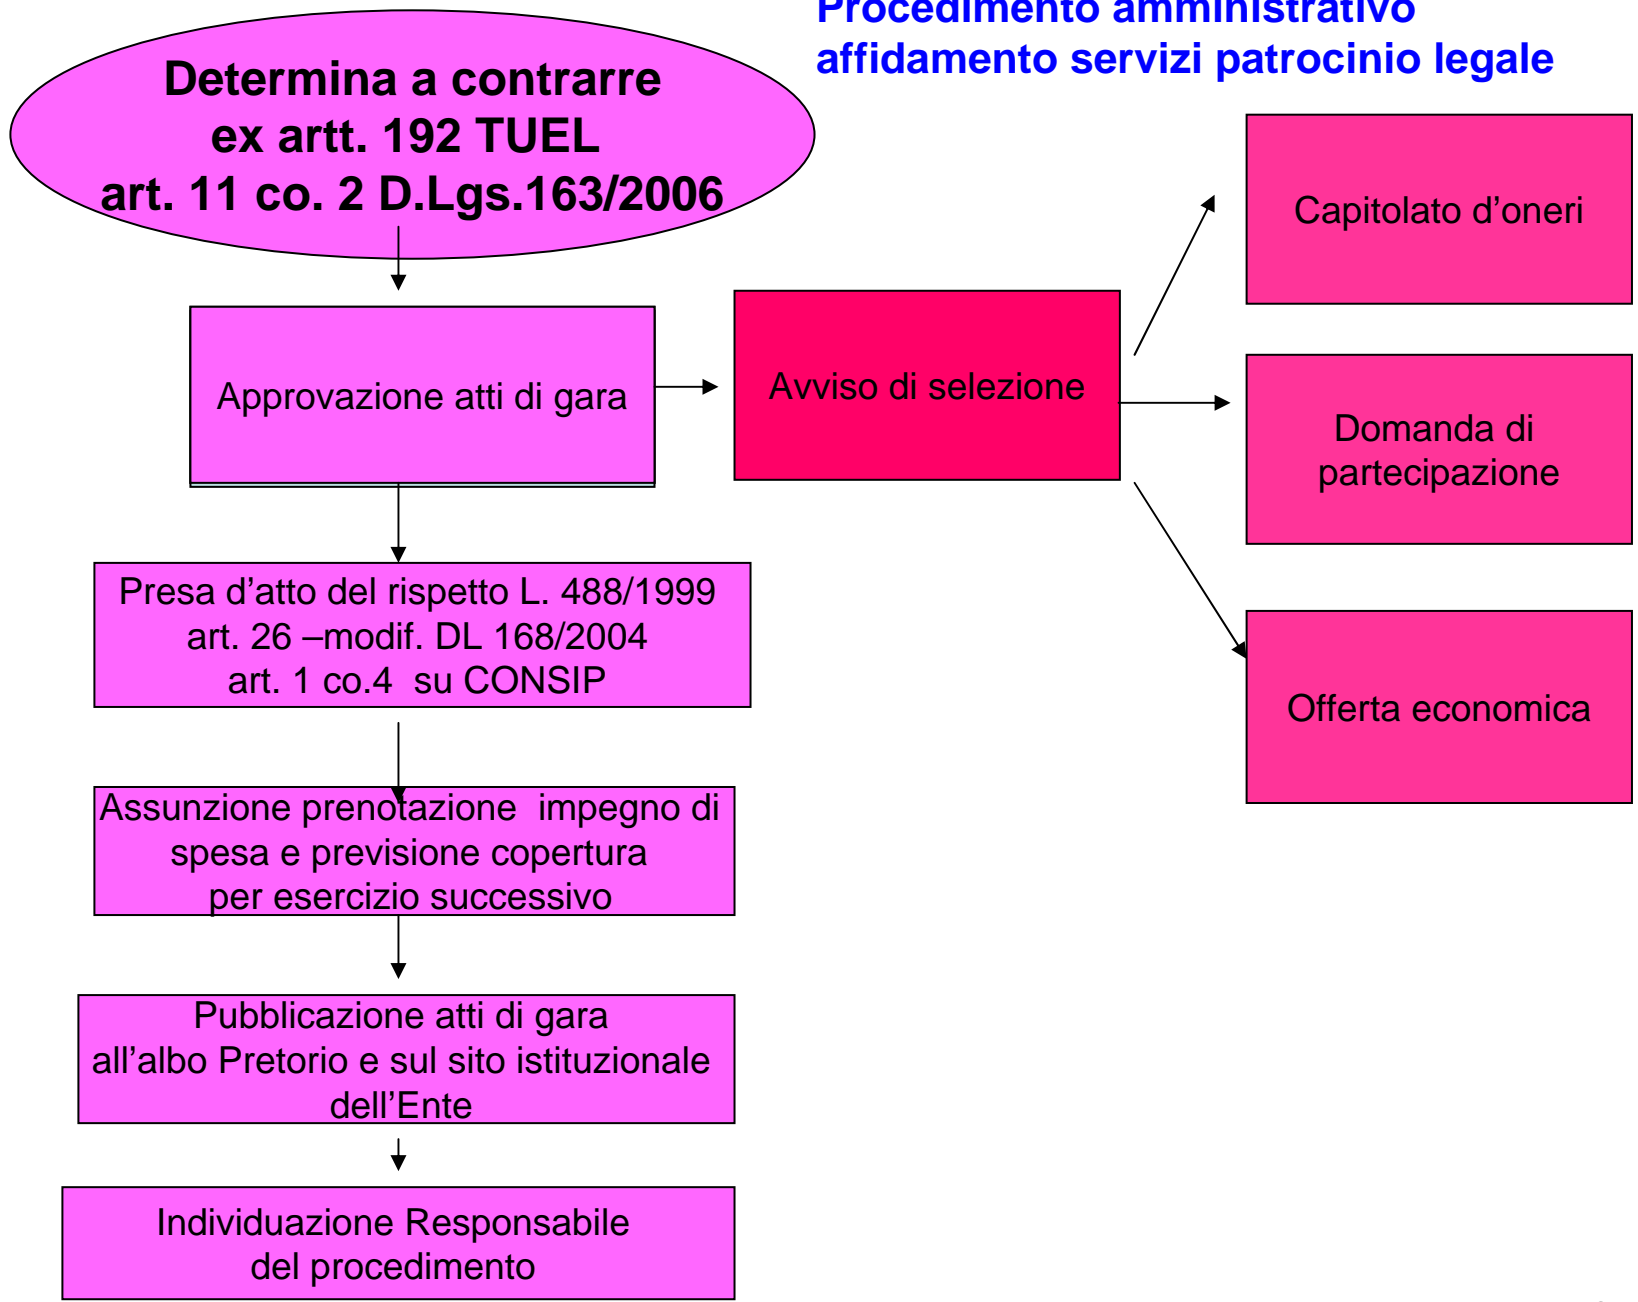 Procedimento amministrativo
affidamento servizi patrocinio legale
Determina a contrarre
ex artt. 192 TUEL
art. 11 co. 2 D.Lgs.163/2006
Capitolato d’oneri
Approvazione atti di gara
Avviso di selezione
Domanda di
partecipazione
Presa d’atto del rispetto L. 488/1999
art. 26 –modif. DL 168/2004
art. 1 co.4 su CONSIP
Offerta economica
Assunzione prenotazione impegno di
spesa e previsione copertura
per esercizio successivo
Pubblicazione atti di gara
all’albo Pretorio e sul sito istituzionale
dell’Ente
Individuazione Responsabile
del procedimento